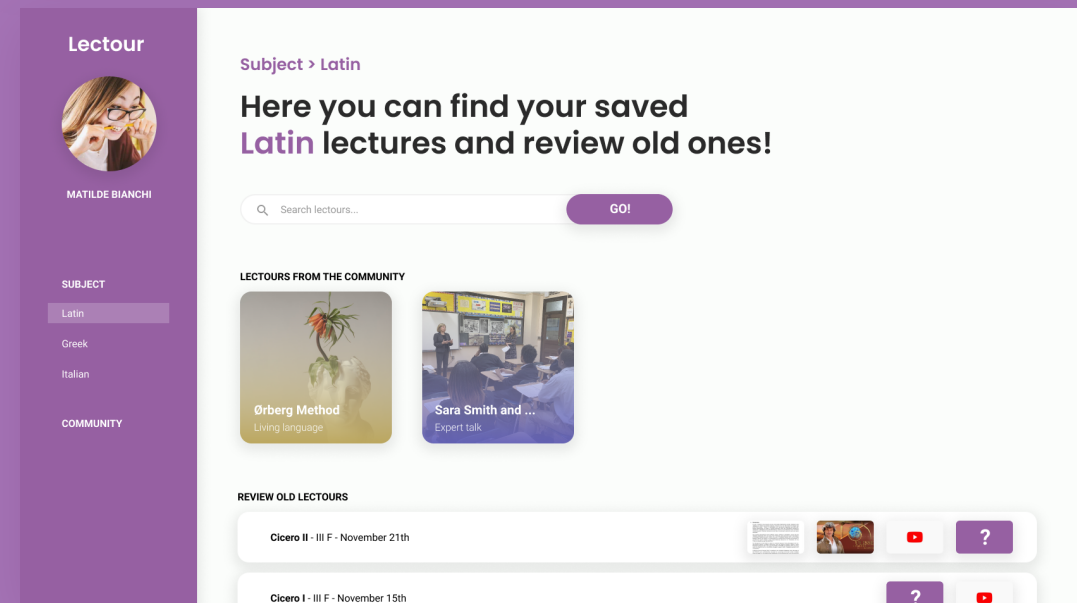 Lectour
MATILDE BIANCHI
SUBJECT
Latin
Greek
Italian
COMMUNITY
Subject > Latin
Here you can find your saved
Latin lectures and review old ones!
Search lectours...
GO!
LECTOURS FROM THE COMMUNITY
Ørberg Method
Living language
Sara Smith and ...
Expert talk
REVIEW OLD LECTOURS
Cicero II - III F - November 21th
?
Cicero I - III F - November 15th
?